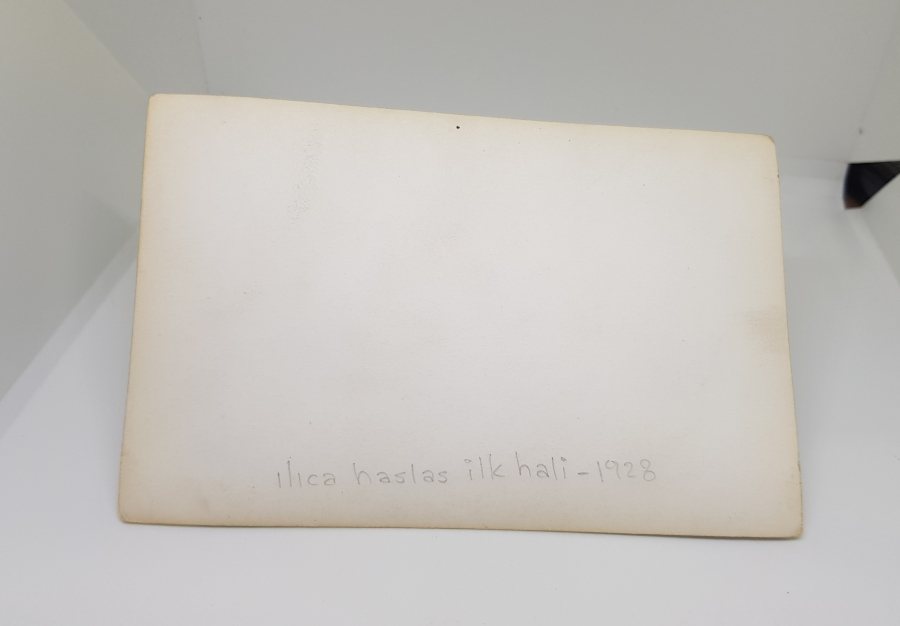 ılıca haslas ilk hali - 1928